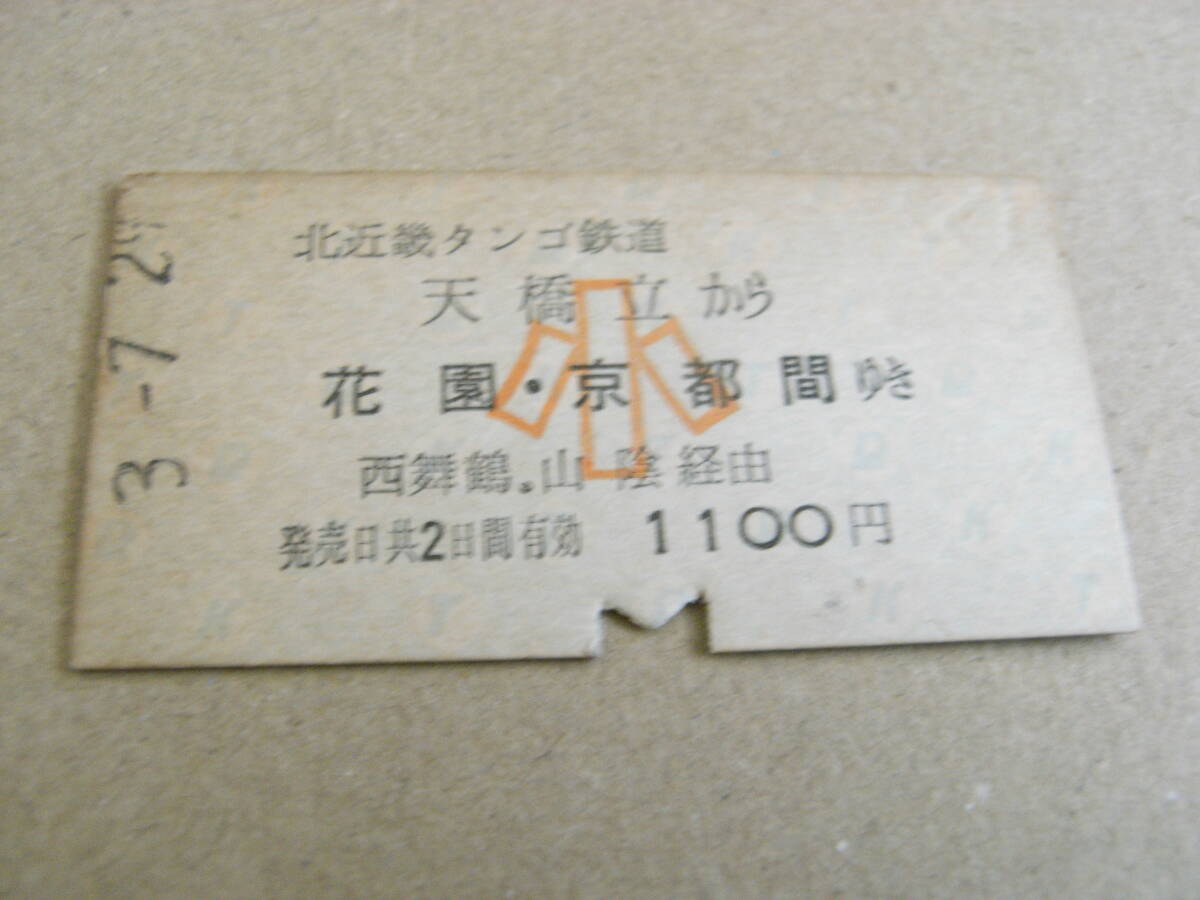 北近畿タンゴ鉄道
天橋立から
花園・京都間ゆき
西舞鶴。山陰経由
発売日共2日間有効 1100円
小
3-7.2